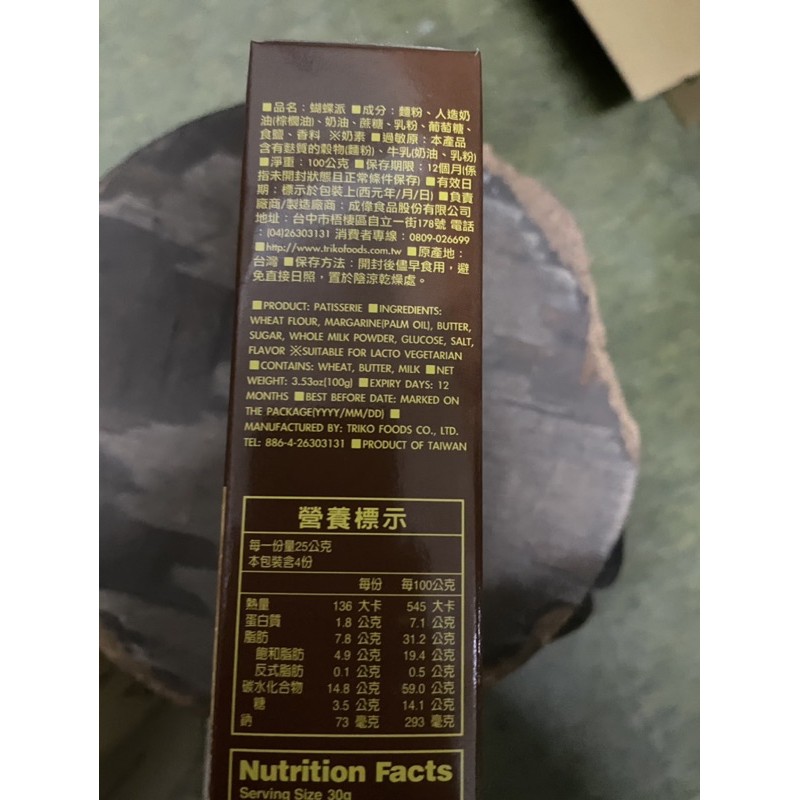 ■品名：蝴蝶派 ■成分：麵粉、人造奶
油(棕櫚油)、奶油、蔗糖、乳粉、葡萄糖、
食鹽、香料 ※奶素 ■過敏原：本產品
含有麩質的穀物(麵粉)、牛乳(奶油、乳粉)
■淨重：100公克 ■保存期限：12個月(係
指未開封狀態且正常條件保存) ■有效日
期：標示於包裝上(西元年/月/日) ■負責
廠商/製造廠商：成偉食品股份有限公司
地址：台中市梧棲區自立一街178號 電話
：(04)26303131 消費者專線：0809-026699
■http://www.trikofoods.com.tw ■原產地：
台灣 ■保存方法：開封後儘早食用，避
免直接日照，置於陰涼乾燥處。
■PRODUCT: PATISSERIE ■INGREDIENTS:
WHEAT FLOUR, MARGARINE(PALM OIL), BUTTER,
SUGAR, WHOLE MILK POWDER, GLUCOSE, SALT,
FLAVOR ※SUITABLE FOR LACTO VEGETARIAN
■CONTAINS: WHEAT, BUTTER, MILK ■NET
WEIGHT: 3.53oz(100g) ■EXPIRY DAYS: 12
MONTHS ■BEST BEFORE DATE: MARKED ON
THE PACKAGE(YYYY/MM/DD) ■
MANUFACTURED BY: TRIKO FOODS CO., LTD.
TEL: 886-4-26303131 ■PRODUCT OF TAIWAN
營養標示
每一份量25公克
本包裝含4份
每份 每100公克
熱量 136 大卡 545 大卡
蛋白質 1.8 公克 7.1 公克
脂肪 7.8 公克 31.2 公克
飽和脂肪 4.9 公克 19.4 公克
反式脂肪 0.1 公克 0.5 公克
碳水化合物 14.8 公克 59.0 公克
糖 3.5 公克 14.1 公克
鈉 73 毫克 293 毫克
Nutrition Facts
Serving Size 30g